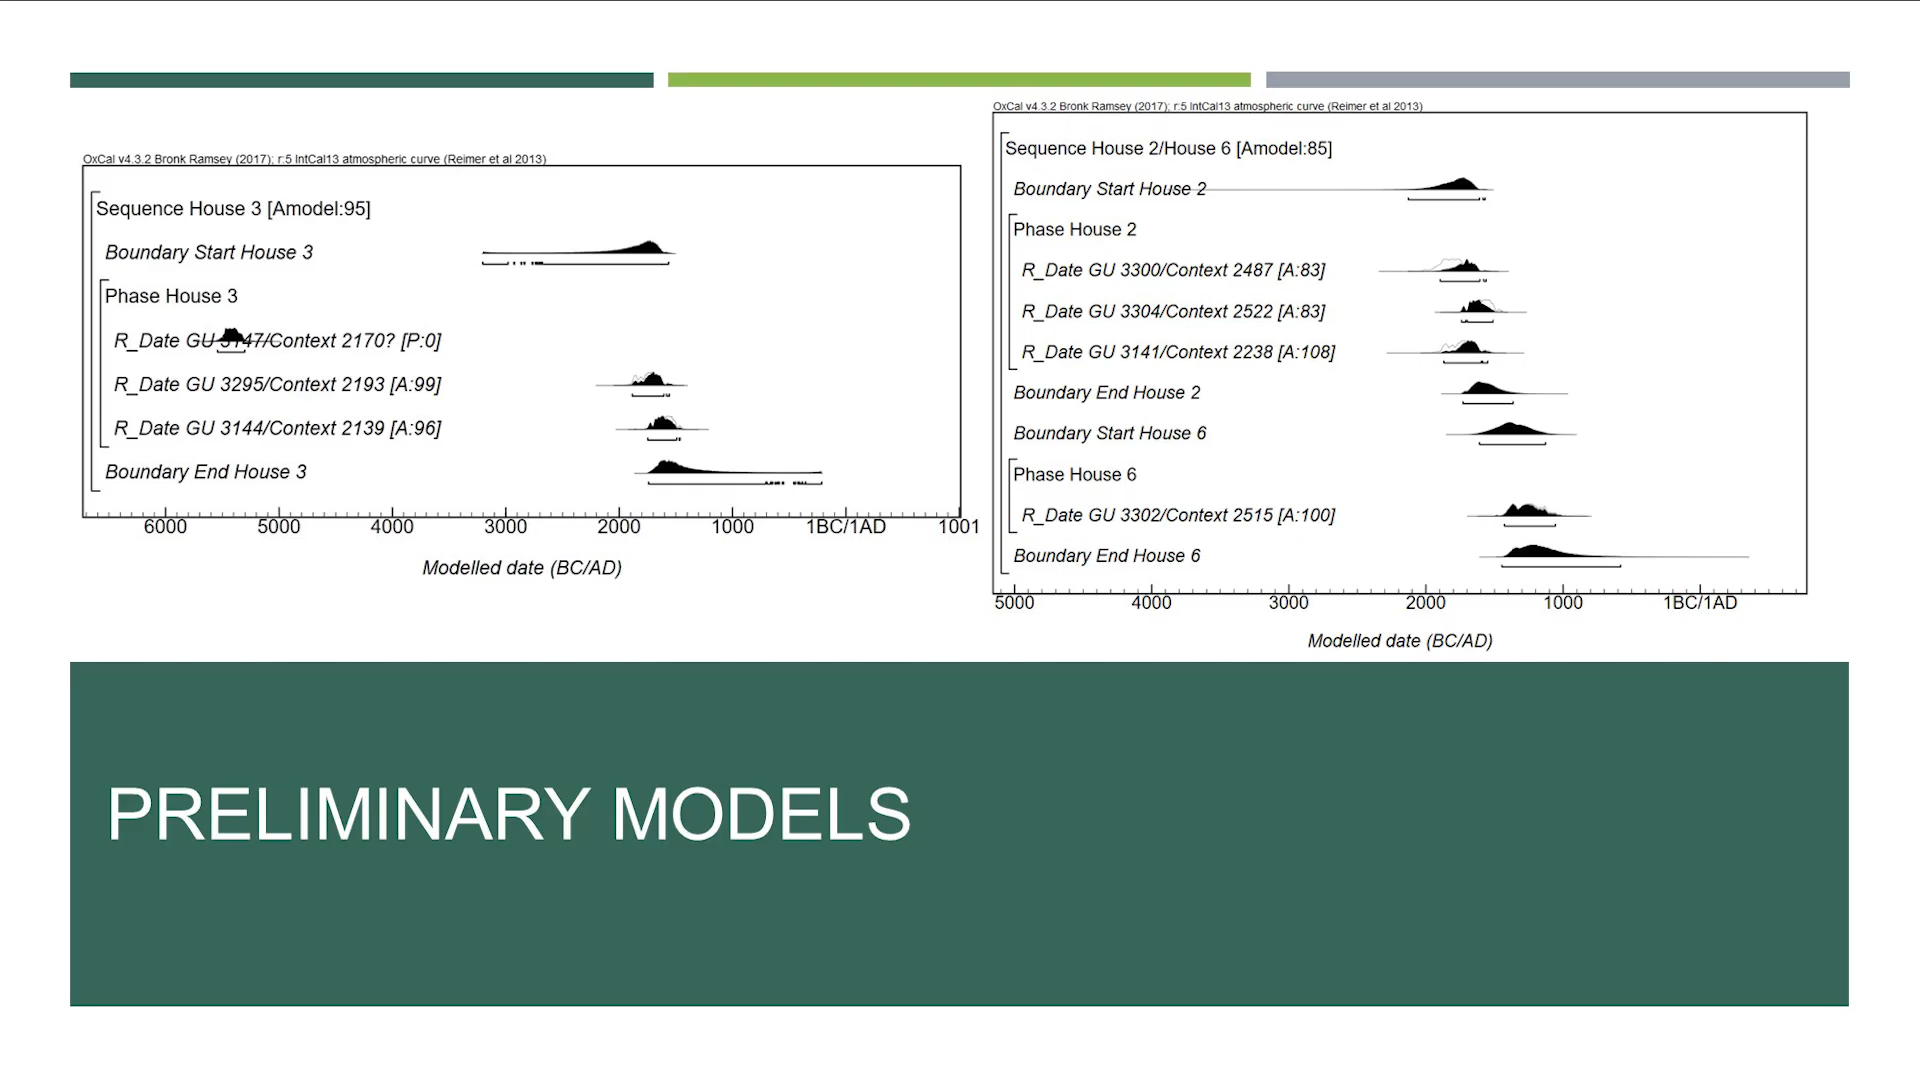 OxCal v4.3.2 Bronk Ramsey (2017); r:5 IntCal13 atmospheric curve (Reimer et al 2013)
Sequence House 3 [Amodel:95]
Boundary Start House 3
Phase House 3
R_Date GU 3147/Context 2170? [P:0]
R_Date GU 3295/Context 2193 [A:99]
R_Date GU 3144/Context 2139 [A:96]
Boundary End House 3
6000 5000 4000 3000 2000 1000 1BC/1AD 1001
Modelled date (BC/AD)
OxCal v4.3.2 Bronk Ramsey (2017); r:5 IntCal13 atmospheric curve (Reimer et al 2013)
Sequence House 2/House 6 [Amodel:85]
Boundary Start House 2
Phase House 2
R_Date GU 3300/Context 2487 [A:83]
R_Date GU 3304/Context 2522 [A:83]
R_Date GU 3141/Context 2238 [A:108]
Boundary End House 2
Boundary Start House 6
Phase House 6
R_Date GU 3302/Context 2515 [A:100]
Boundary End House 6
5000 4000 3000 2000 1000 1BC/1AD
Modelled date (BC/AD)
PRELIMINARY MODELS